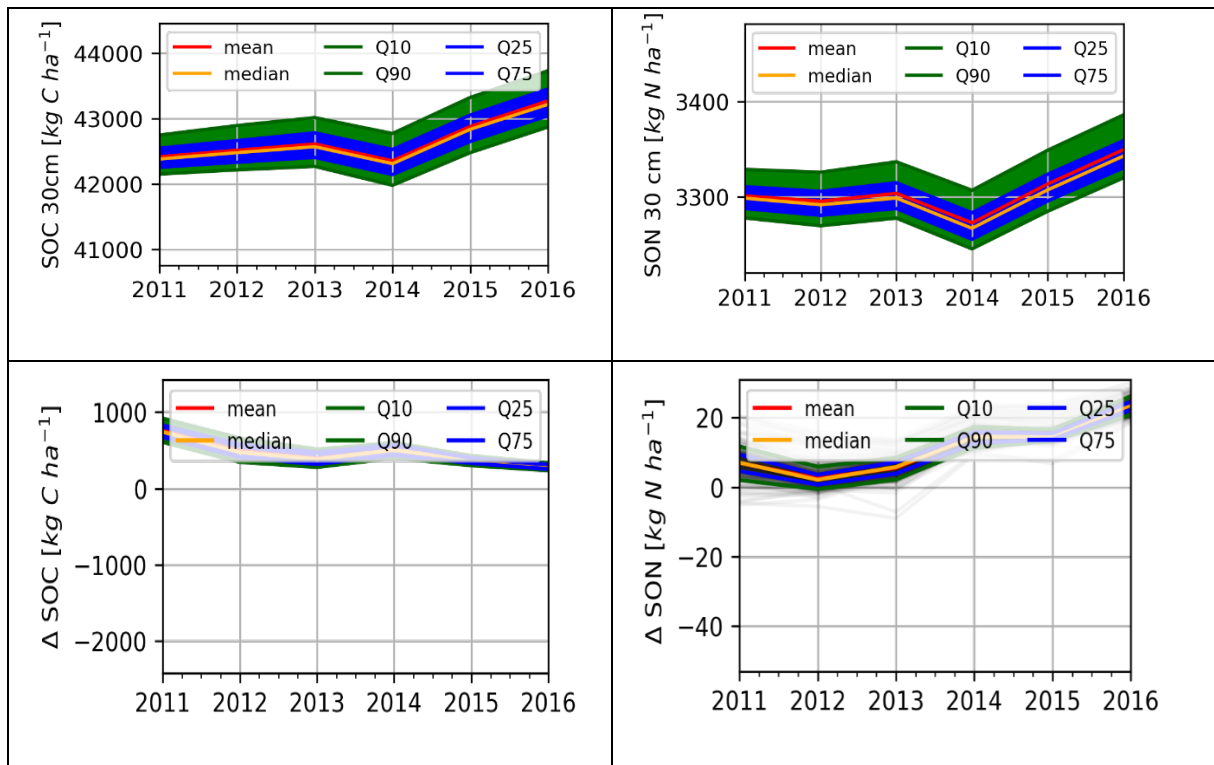 SOC 30cm [kg C ha⁻¹]
44000
43000
42000
41000
mean Q10 Q25
median Q90 Q75
2011 2012 2013 2014 2015 2016
SON 30 cm [kg N ha⁻¹]
3400
3300
mean Q10 Q25
median Q90 Q75
2011 2012 2013 2014 2015 2016
Δ SOC [kg C ha⁻¹]
1000
0
−1000
−2000
mean Q10 Q25
median Q90 Q75
2011 2012 2013 2014 2015 2016
Δ SON [kg N ha⁻¹]
20
0
−20
−40
mean Q10 Q25
median Q90 Q75
2011 2012 2013 2014 2015 2016